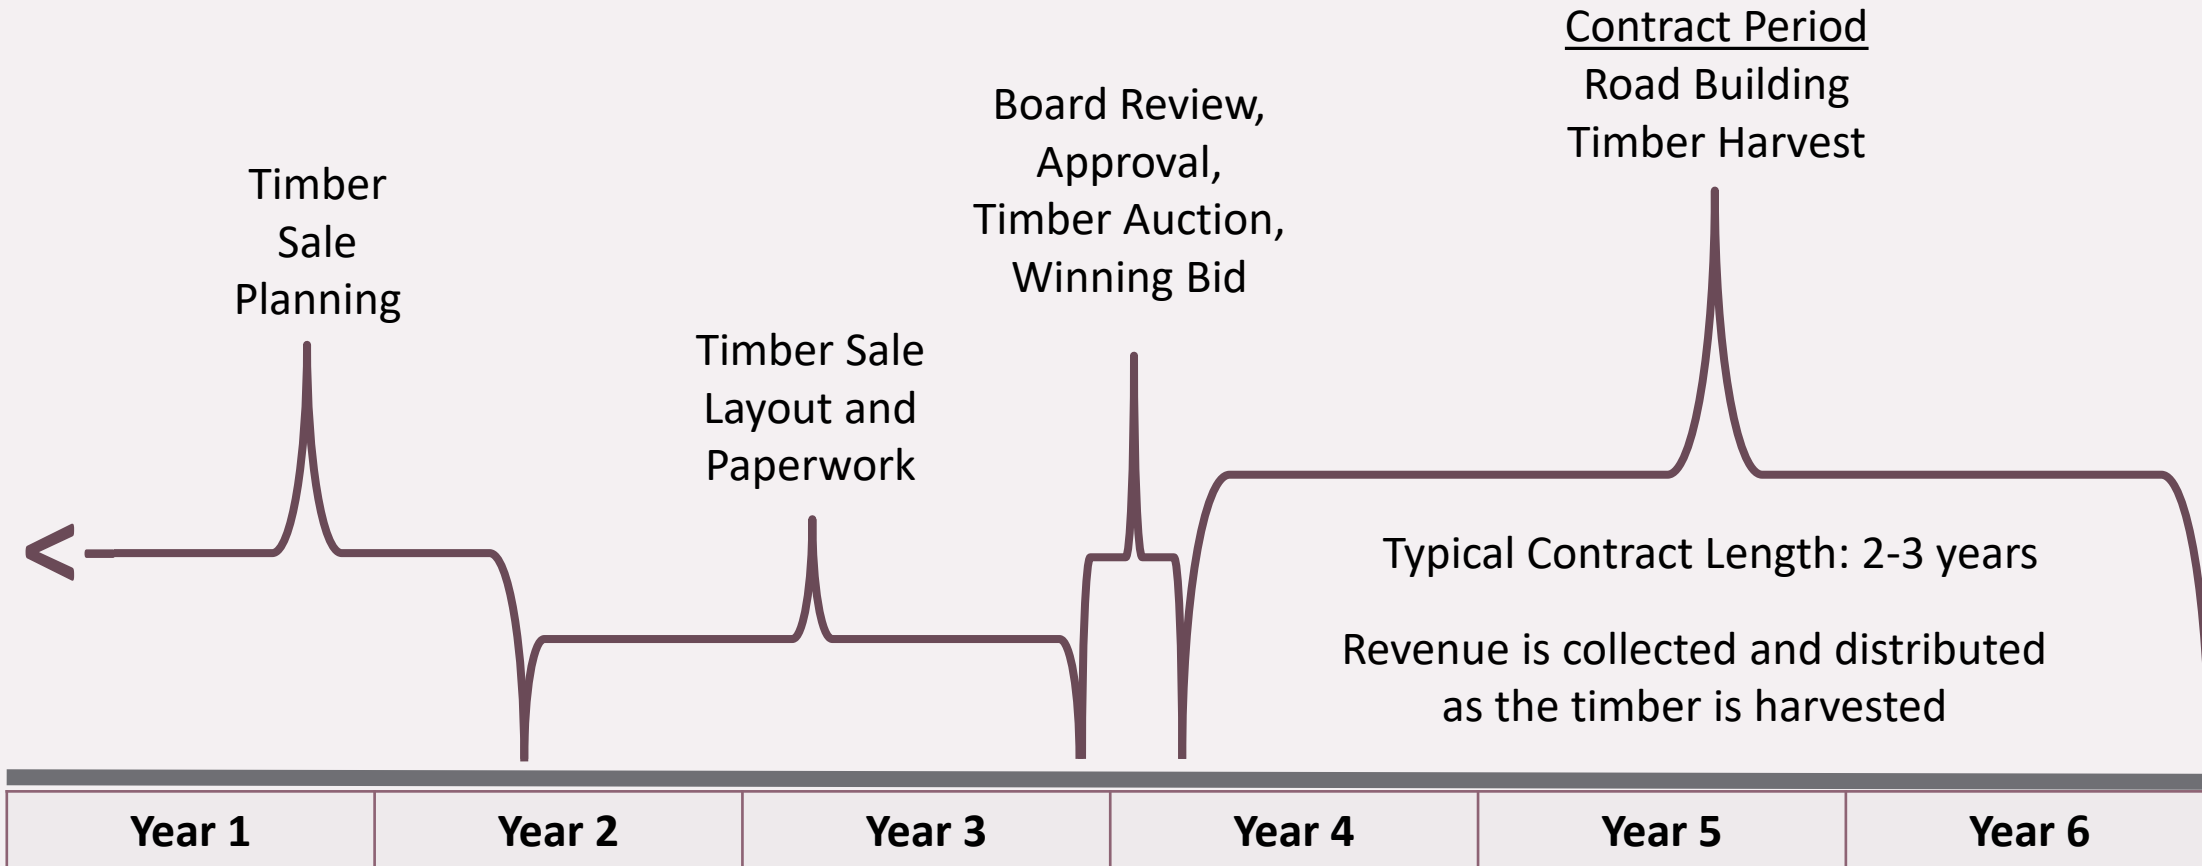 Timber
Sale
Planning
Timber Sale
Layout and
Paperwork
Board Review,
Approval,
Timber Auction,
Winning Bid
Contract Period
Road Building
Timber Harvest
Typical Contract Length: 2-3 years
Revenue is collected and distributed
as the timber is harvested
<
Year 1
Year 2
Year 3
Year 4
Year 5
Year 6